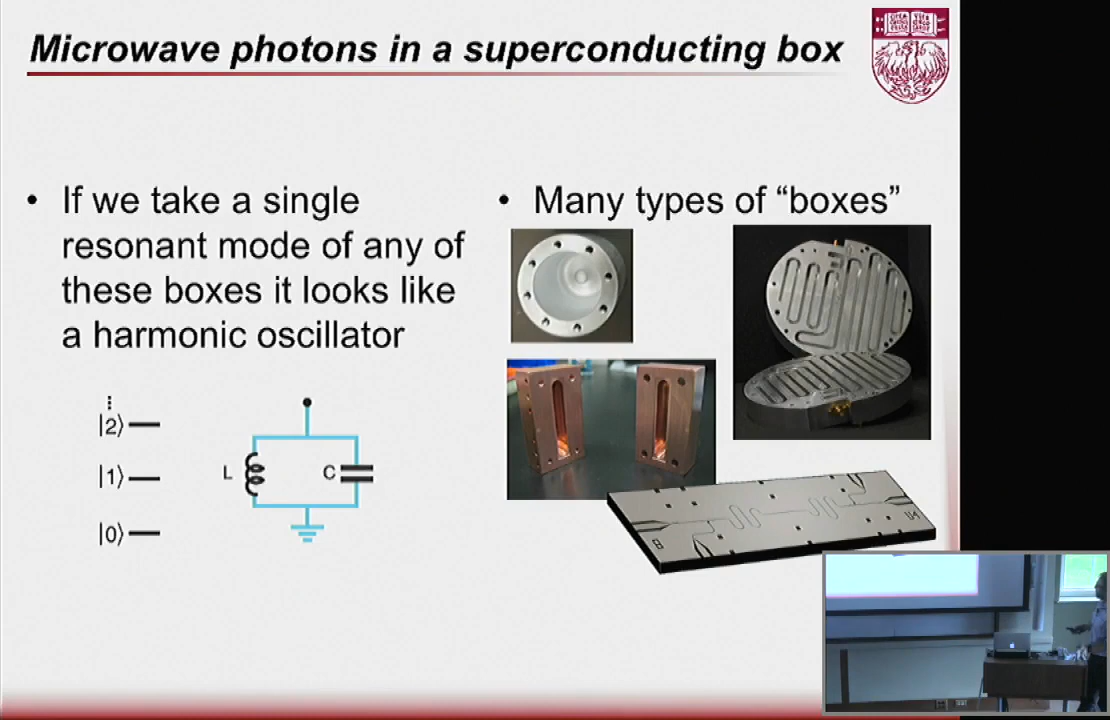 Microwave photons in a superconducting box
• If we take a single
resonant mode of any of
these boxes it looks like
a harmonic oscillator
• Many types of “boxes”
|2⟩
|1⟩
|0⟩
L
C